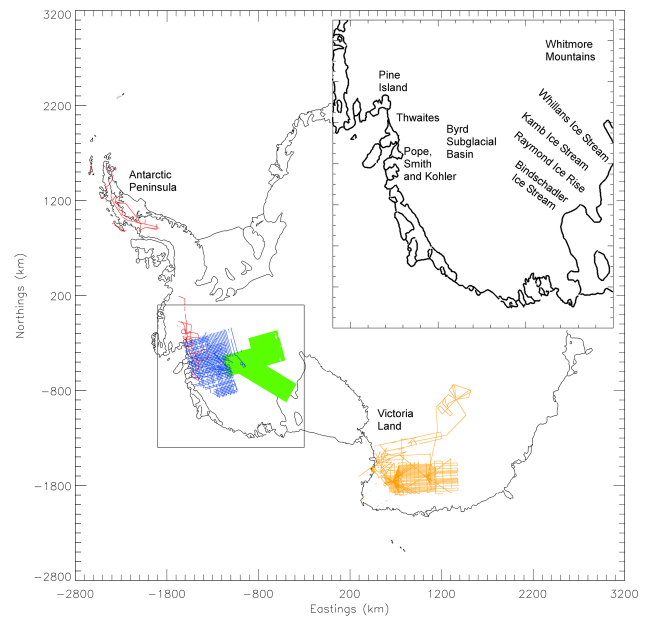 3200
2200
1200
200
−800
−1800
−2800
Northings (km)
−2800
−1800
−800
200
1200
2200
3200
Eastings (km)
Antarctic
Peninsula
Victoria
Land
Whitmore
Mountains
Pine
Island
Thwaites
Byrd
Subglacial
Basin
Pope,
Smith
and Kohler
Whillans Ice Stream
Kamb Ice Stream
Raymond Ice Rise
Bindschadler
Ice Stream